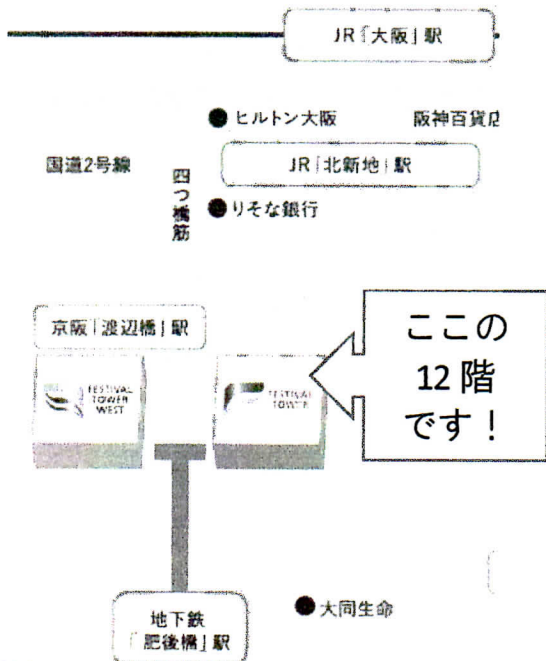 JR「大阪」駅
ヒルトン大阪
阪神百貨店
国道2号線
JR「北新地」駅
四つ橋筋
りそな銀行
京阪「渡辺橋」駅
ここの
12階
です!
FESTIVAL
TOWER
WEST
FESTIVAL
TOWER
大同生命
地下鉄
「肥後橋」駅